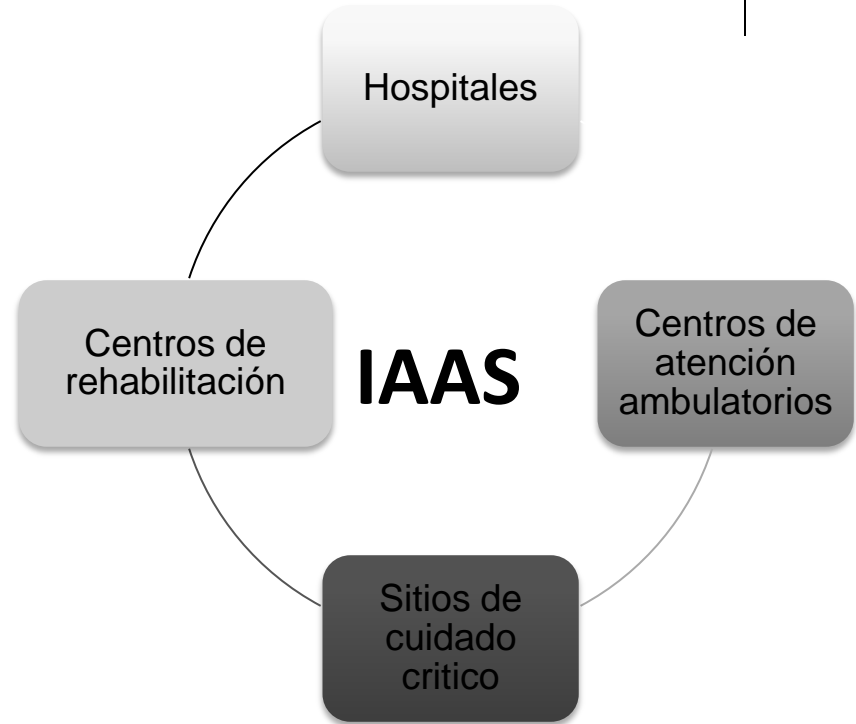 Hospitales
Centros de
rehabilitación
IAAS
Centros de
atención
ambulatorios
Sitios de
cuidado
critico